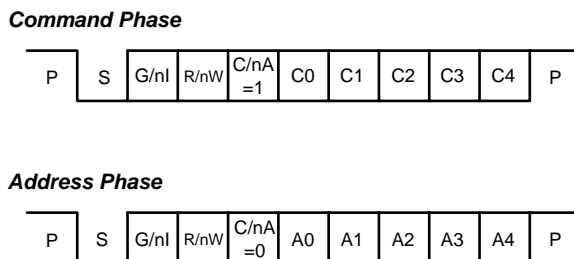 Command Phase
P S G/nI R/nW C/nA =1 C0 C1 C2 C3 C4 P
Address Phase
P S G/nI R/nW C/nA =0 A0 A1 A2 A3 A4 P